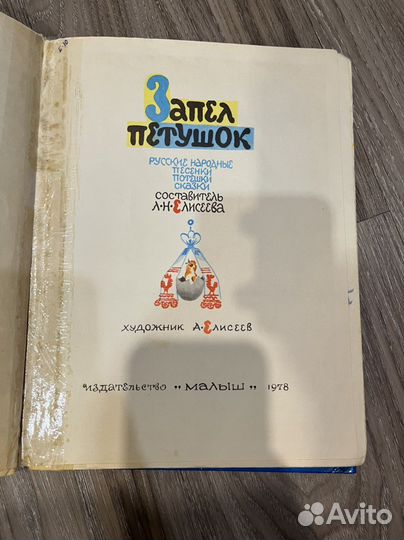 Запел
петушок
русские народные
песенки
потешки
сказки
составитель
Л.Н.Елисеева
художник А.Елисеев
издательство „малыш" 1978
Avito